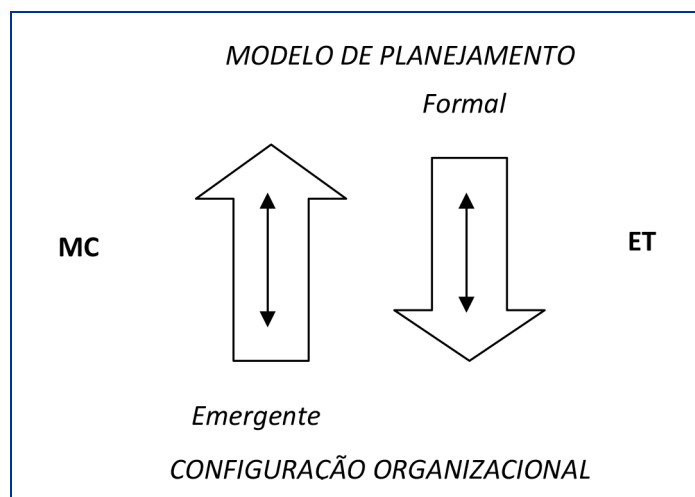 MODELO DE PLANEJAMENTO
Formal
MC
ET
Emergente
CONFIGURAÇÃO ORGANIZACIONAL